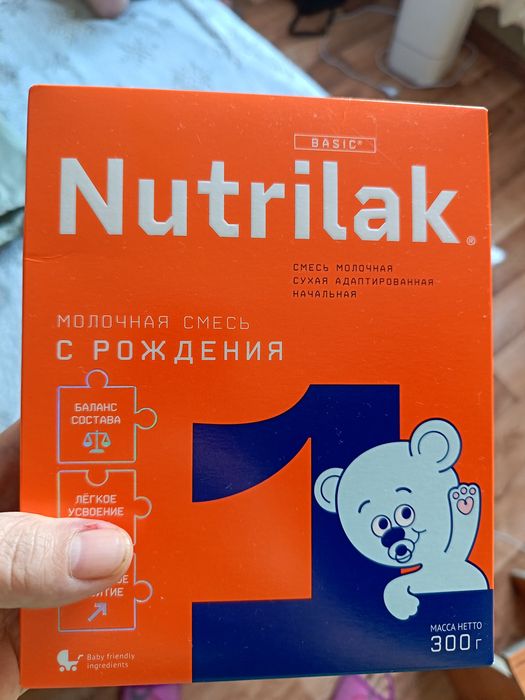 BASIC®
Nutrilak®
СМЕСЬ МОЛОЧНАЯ
СУХАЯ АДАПТИРОВАННАЯ
НАЧАЛЬНАЯ
МОЛОЧНАЯ СМЕСЬ
С РОЖДЕНИЯ
БАЛАНС
СОСТАВА
ЛЁГКОЕ
УСВОЕНИЕ
1
МАССА НЕТТО
300 г
Baby friendly
ingredients